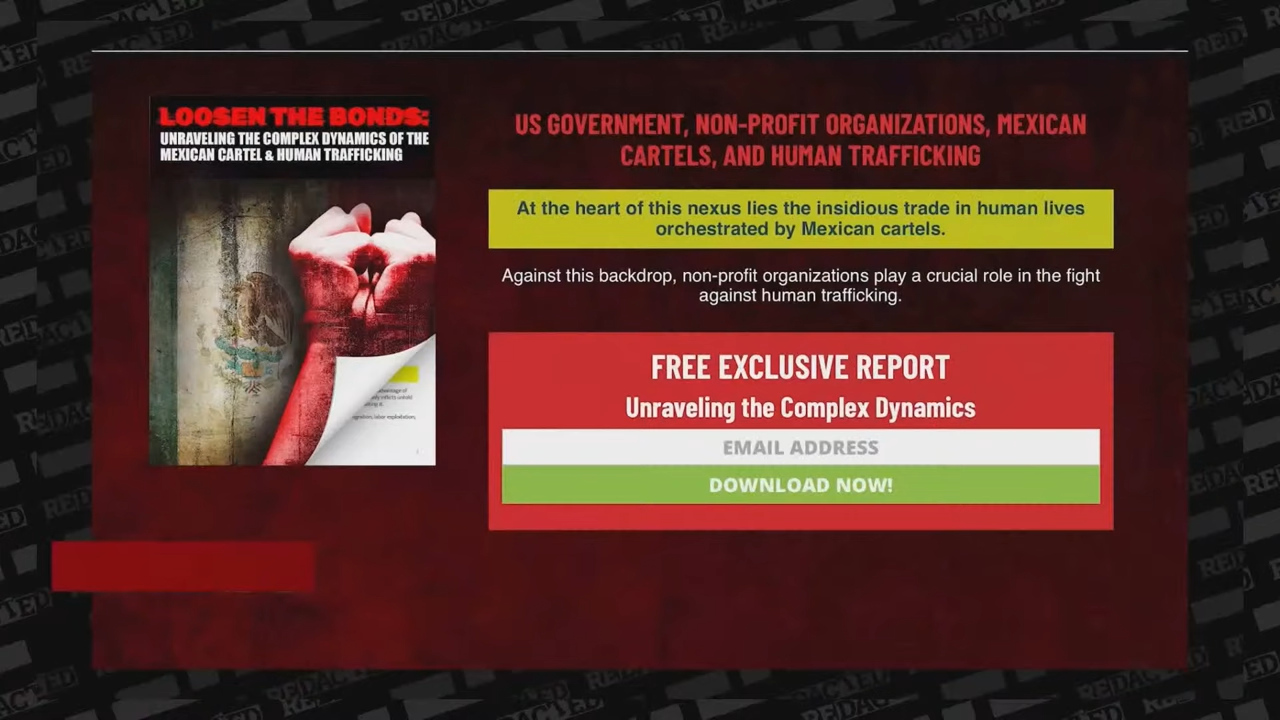 LOOSEN THE BONDS:
UNRAVELING THE COMPLEX DYNAMICS OF THE
MEXICAN CARTEL & HUMAN TRAFFICKING
US GOVERNMENT, NON-PROFIT ORGANIZATIONS, MEXICAN
CARTELS, AND HUMAN TRAFFICKING
At the heart of this nexus lies the insidious trade in human lives
orchestrated by Mexican cartels.
Against this backdrop, non-profit organizations play a crucial role in the fight
against human trafficking.
FREE EXCLUSIVE REPORT
Unraveling the Complex Dynamics
EMAIL ADDRESS
DOWNLOAD NOW!
REDACTED